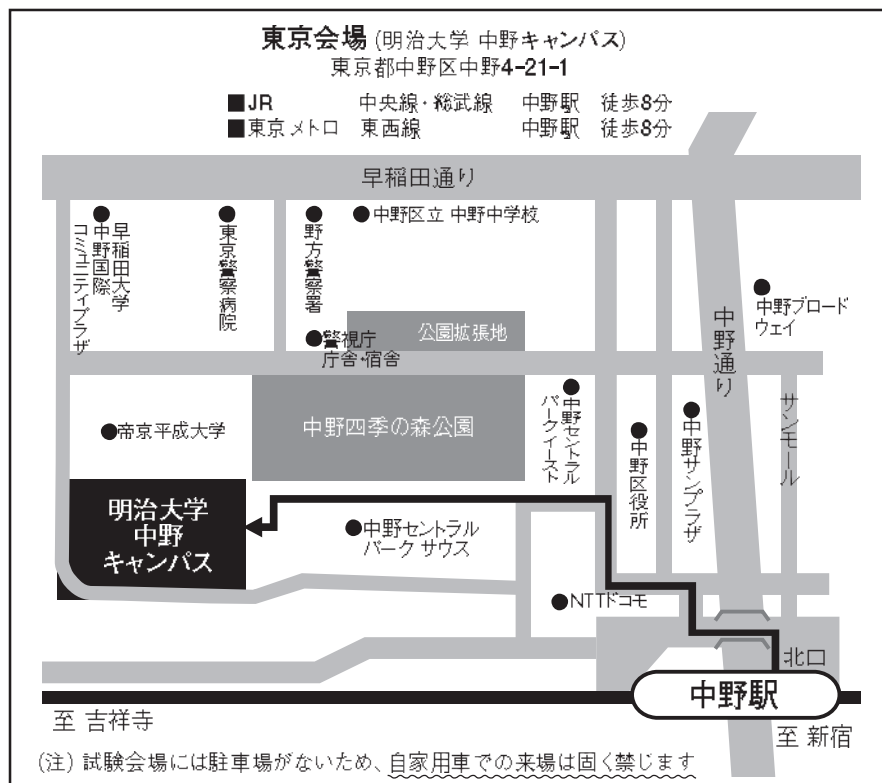 東京会場 (明治大学 中野キャンパス)
東京都中野区中野4-21-1
■JR 中央線・総武線 中野駅 徒歩8分
■東京メトロ 東西線 中野駅 徒歩8分
早稲田通り
早稲田大学
中野国際
コミュニティプラザ
●東京警察病院
●野方警察署
●中野区立 中野中学校
●警視庁
庁舎・宿舎
公園拡張地
中野通り
●中野ブロード
ウェイ
●帝京平成大学
中野四季の森公園
●中野セントラル
パークイースト
●中野区役所
●中野サンプラザ
サンモール
明治大学
中野
キャンパス
●中野セントラル
パーク サウス
●NTTドコモ
北口
中野駅
至 吉祥寺
至 新宿
(注) 試験会場には駐車場がないため、自家用車での来場は固く禁じます